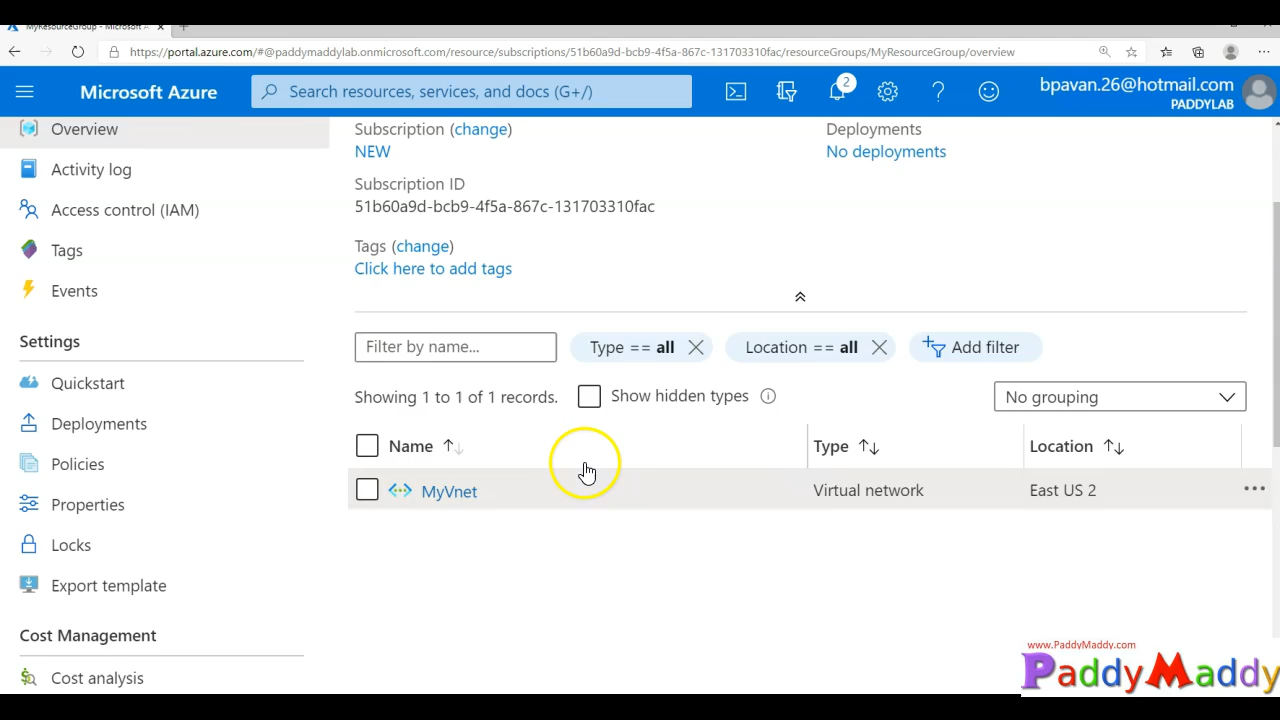 MyResourceGroup - Microsoft A
https://portal.azure.com/#@paddymaddylab.onmicrosoft.com/resource/subscriptions/51b60a9d-bcb9-4f5a-867c-131703310fac/resourceGroups/MyResourceGroup/overview
Microsoft Azure
Search resources, services, and docs (G+/)
2
bpavan.26@hotmail.com
PADDYLAB
Overview
Activity log
Access control (IAM)
Tags
Events
Settings
Quickstart
Deployments
Policies
Properties
Locks
Export template
Cost Management
Cost analysis
Subscription (change)
NEW
Subscription ID
51b60a9d-bcb9-4f5a-867c-131703310fac
Tags (change)
Click here to add tags
Deployments
No deployments
Filter by name...
Type == all
Location == all
Add filter
Showing 1 to 1 of 1 records.
Show hidden types
No grouping
Name Type Location
MyVnet Virtual network East US 2
www.PaddyMaddy.com
PaddyMaddy